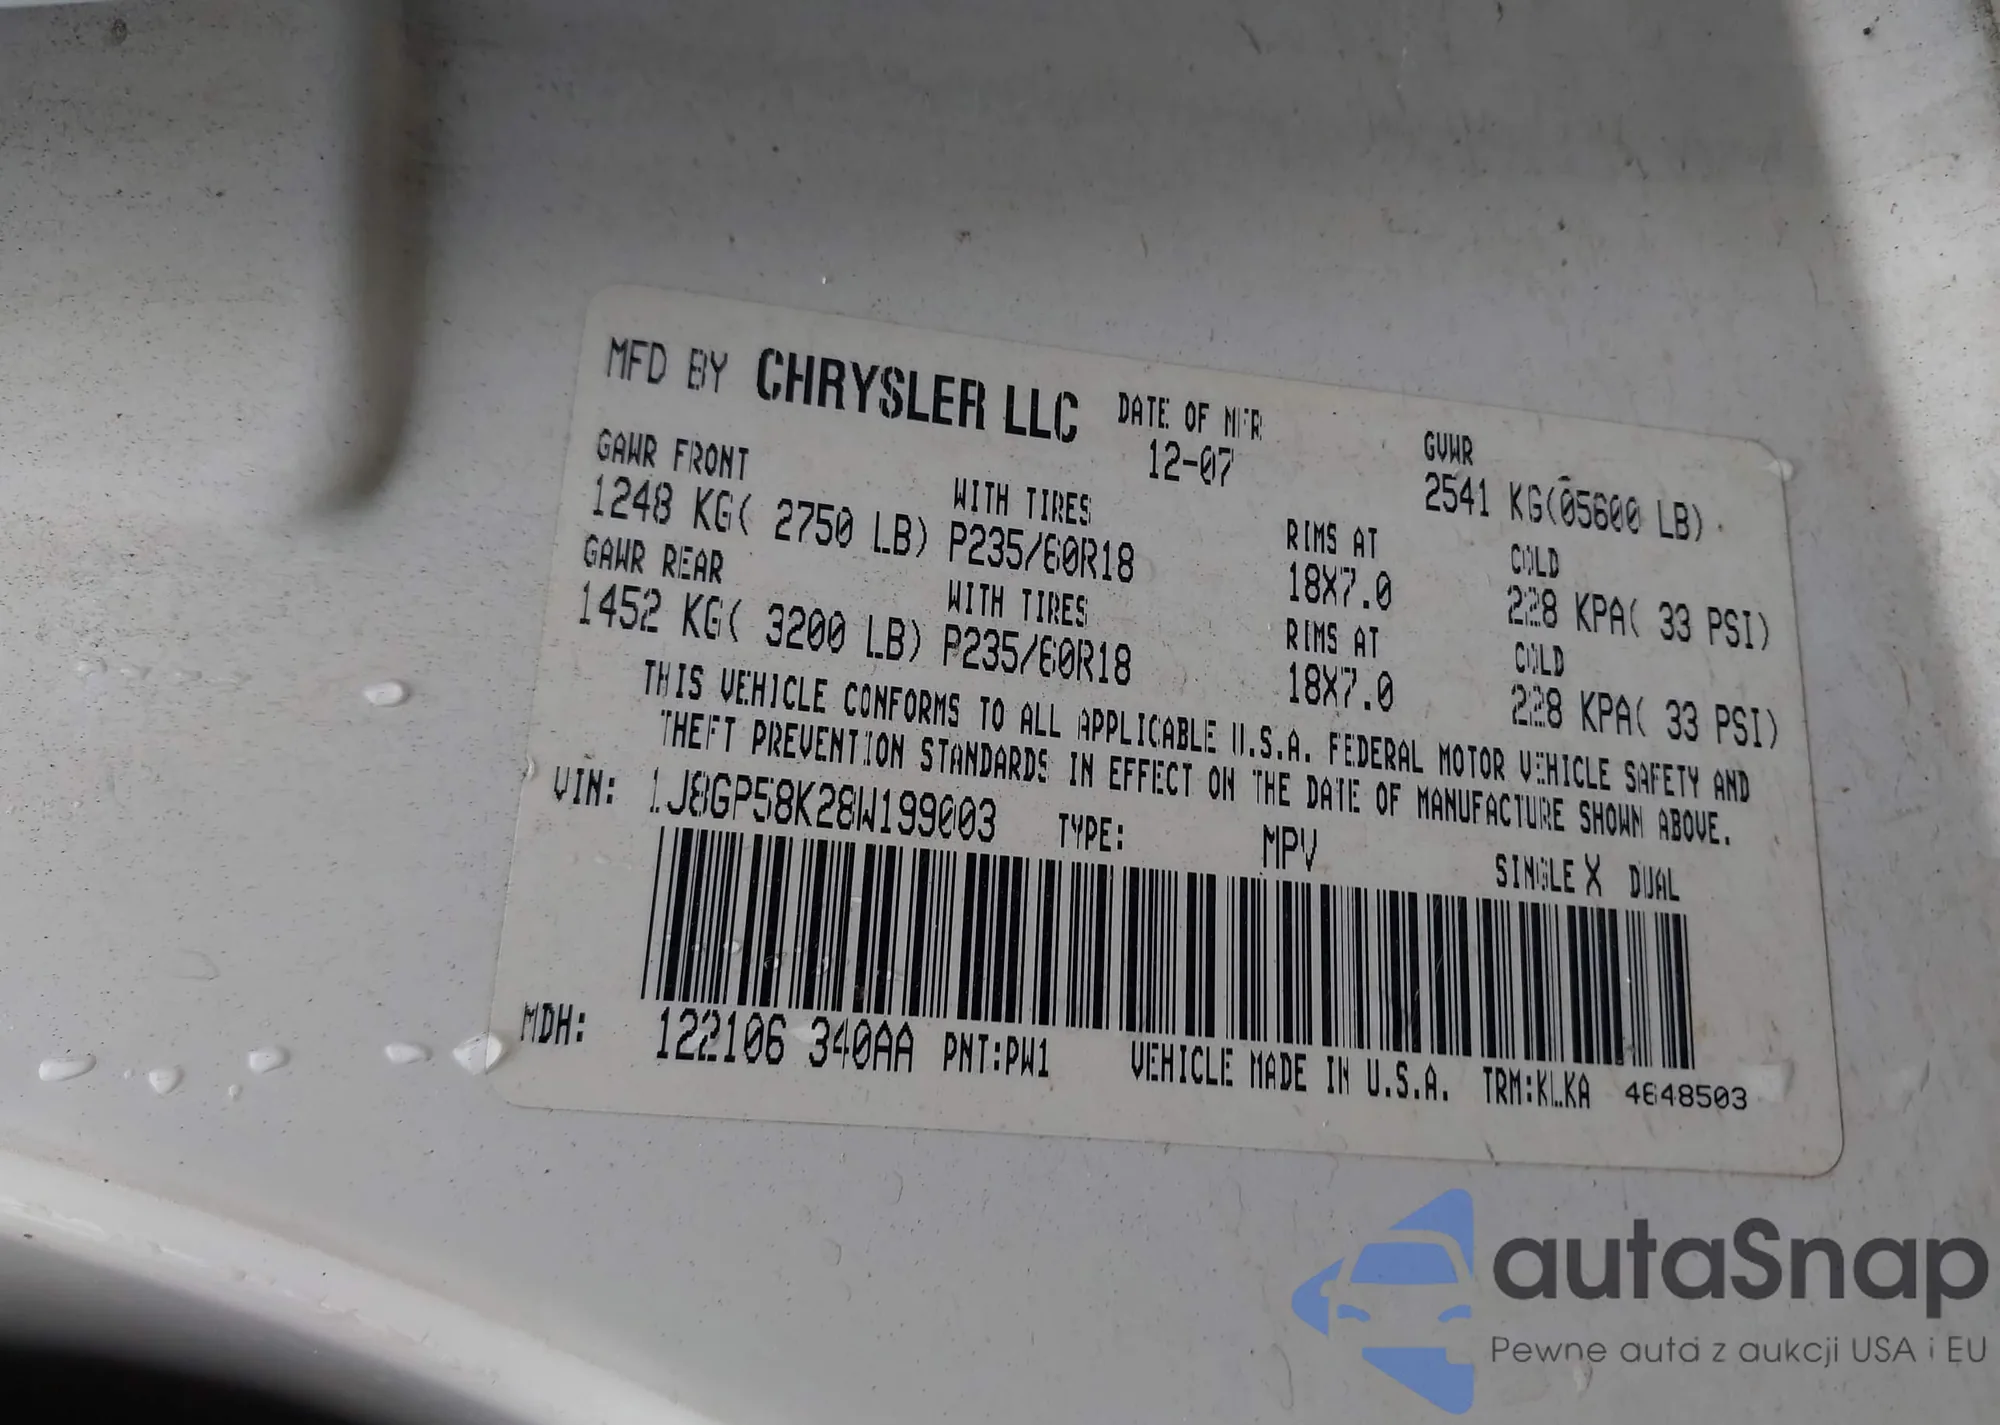 MFD BY CHRYSLER LLC DATE OF MFR 12-07 GVWR 2541 KG(05600 LB)
GAWR FRONT WITH TIRES RIMS AT COLD
1248 KG( 2750 LB) P235/60R18 18X7.0 228 KPA( 33 PSI)
GAWR REAR WITH TIRES RIMS AT COLD
1452 KG( 3200 LB) P235/60R18 18X7.0 228 KPA( 33 PSI)
THIS VEHICLE CONFORMS TO ALL APPLICABLE U.S.A. FEDERAL MOTOR VEHICLE SAFETY AND
THEFT PREVENTION STANDARDS IN EFFECT ON THE DATE OF MANUFACTURE SHOWN ABOVE.
VIN: 1J8GP58K28W199003 TYPE: MPV SINGLE X DUAL
MDH: 122106 340AA PNT:PW1 VEHICLE MADE IN U.S.A. TRM:KLKA 4648503
autaSnap
Pewne auta z aukcji USA i EU